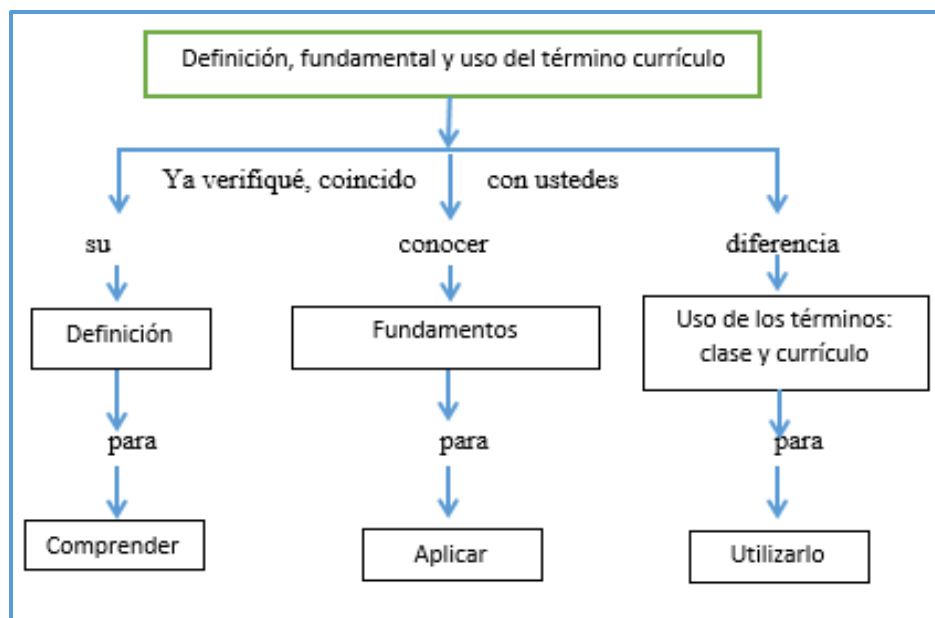 Definición, fundamental y uso del término currículo
Ya verifiqué, coincido con ustedes
su
conocer
diferencia
Definición
Fundamentos
Uso de los términos:
clase y currículo
para
para
para
Comprender
Aplicar
Utilizarlo